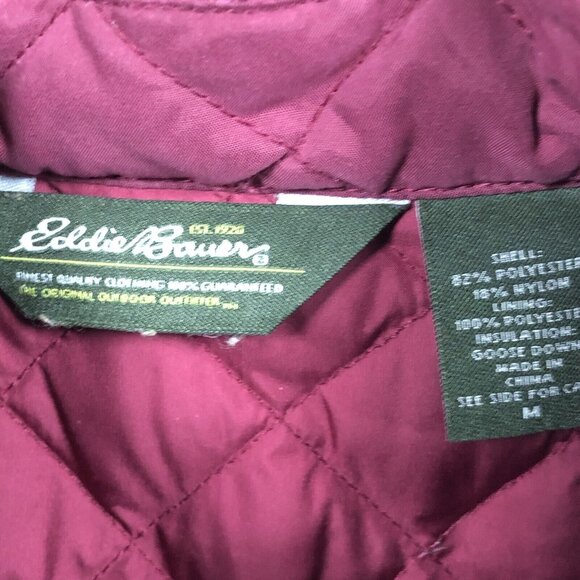 EST. 1920
Eddie Bauer
FINEST QUALITY CLOTHING 100% GUARANTEED
THE ORIGINAL OUTDOOR OUTFITTER
SHELL:
82% POLYESTER
18% NYLON
LINING:
100% POLYESTE
INSULATION:
GOOSE DOWN
MADE IN
CHINA
SEE SIDE FOR CA
M